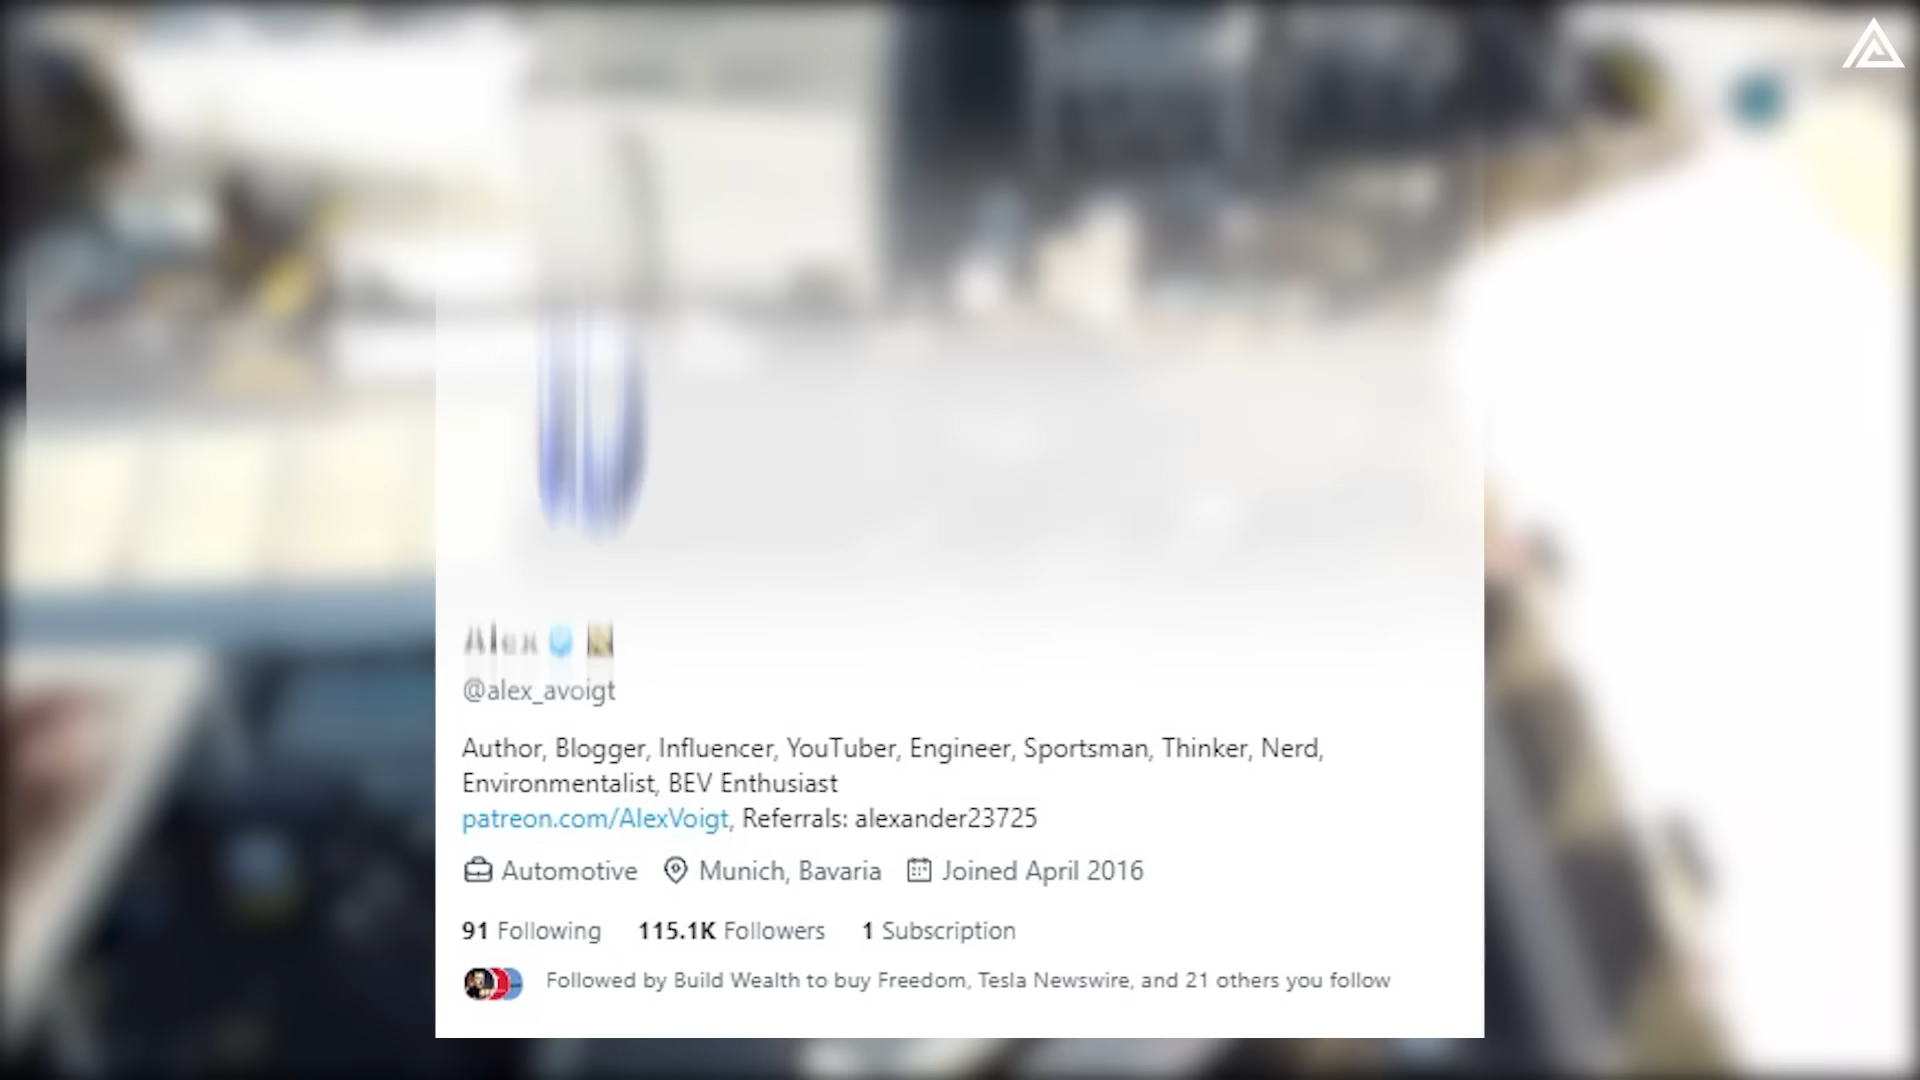 Alex
@alex_avoigt
Author, Blogger, Influencer, YouTuber, Engineer, Sportsman, Thinker, Nerd,
Environmentalist, BEV Enthusiast
patreon.com/AlexVoigt, Referrals: alexander23725
Automotive Munich, Bavaria Joined April 2016
91 Following 115.1K Followers 1 Subscription
Followed by Build Wealth to buy Freedom, Tesla Newswire, and 21 others you follow